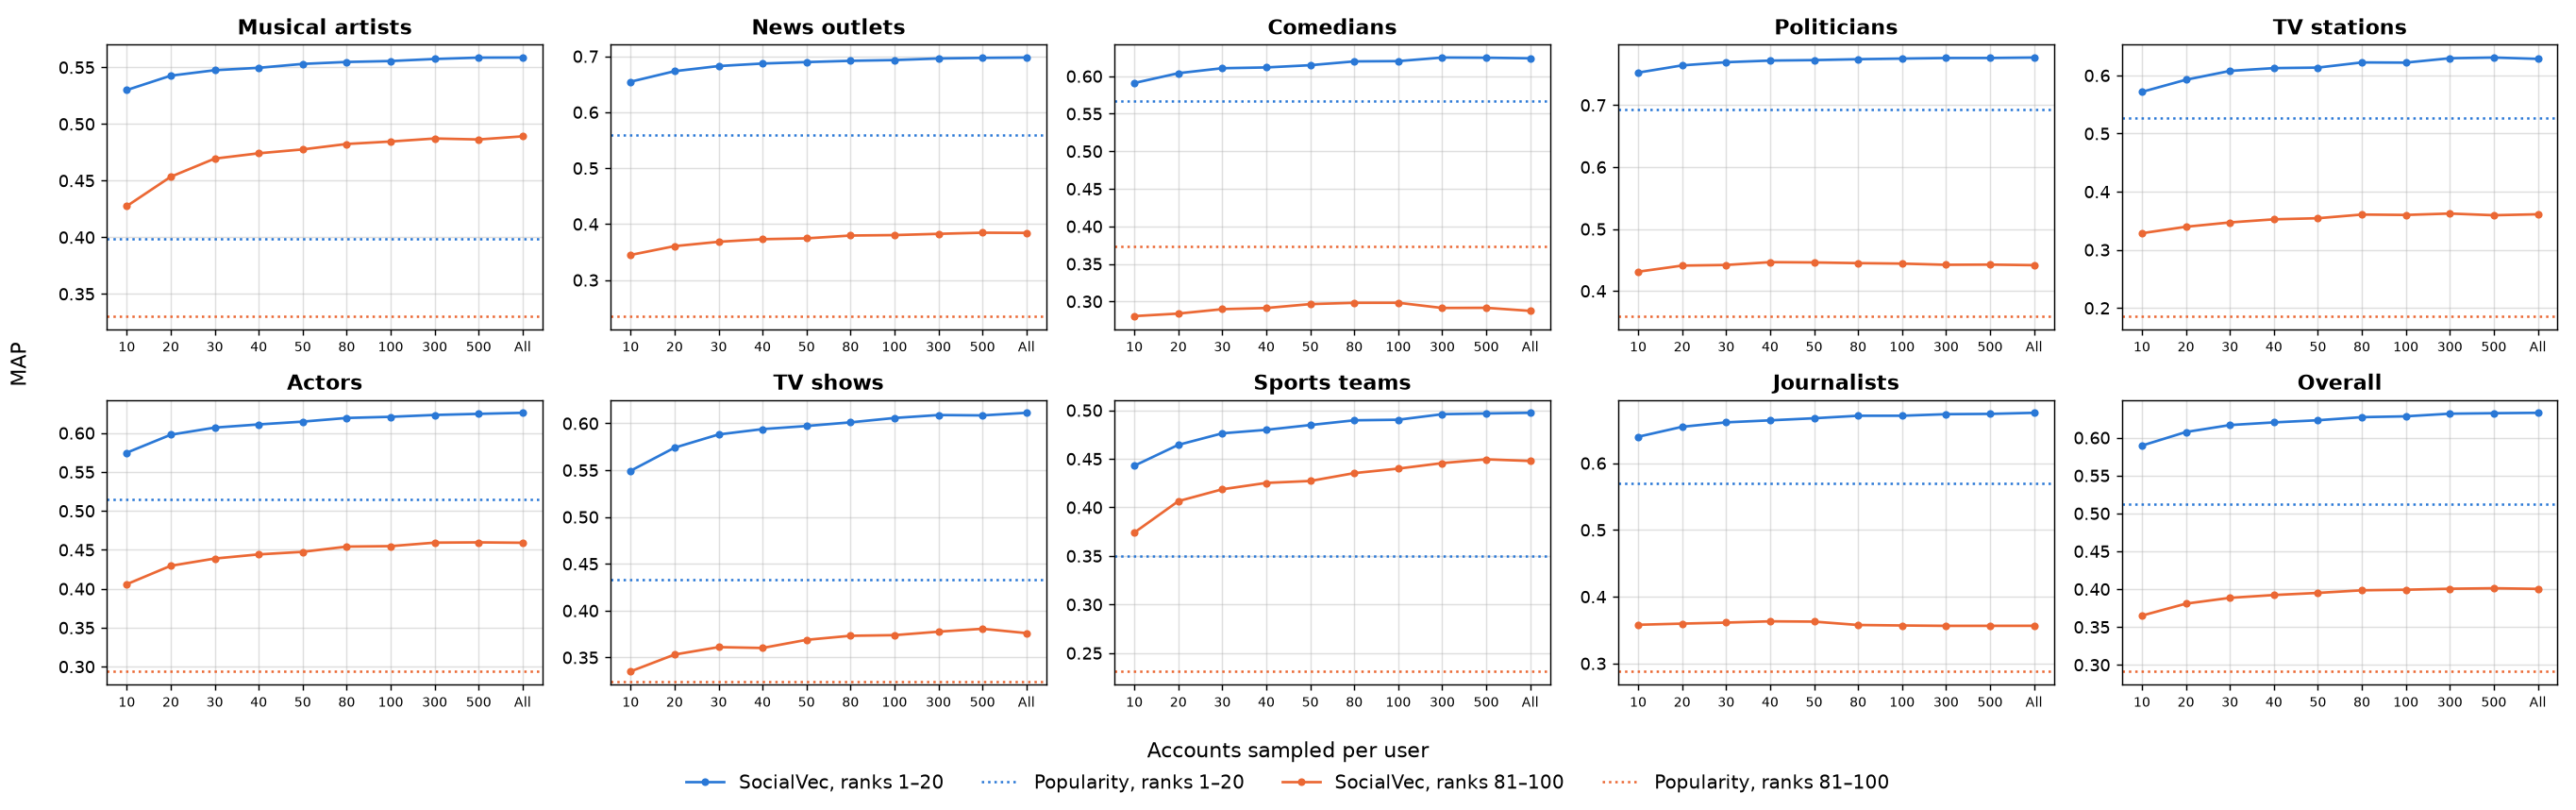 Musical artists
0.55
0.50
0.45
0.40
0.35
10 20 30 40 50 80 100 300 500 All
News outlets
0.7
0.6
0.5
0.4
0.3
10 20 30 40 50 80 100 300 500 All
Comedians
0.60
0.55
0.50
0.45
0.40
0.35
0.30
10 20 30 40 50 80 100 300 500 All
Politicians
0.7
0.6
0.5
0.4
10 20 30 40 50 80 100 300 500 All
TV stations
0.6
0.5
0.4
0.3
0.2
10 20 30 40 50 80 100 300 500 All
MAP
Actors
0.60
0.55
0.50
0.45
0.40
0.35
0.30
10 20 30 40 50 80 100 300 500 All
TV shows
0.60
0.55
0.50
0.45
0.40
0.35
10 20 30 40 50 80 100 300 500 All
Sports teams
0.50
0.45
0.40
0.35
0.30
0.25
10 20 30 40 50 80 100 300 500 All
Journalists
0.6
0.5
0.4
0.3
10 20 30 40 50 80 100 300 500 All
Overall
0.60
0.55
0.50
0.45
0.40
0.35
0.30
10 20 30 40 50 80 100 300 500 All
Accounts sampled per user
SocialVec, ranks 1–20 Popularity, ranks 1–20 SocialVec, ranks 81–100 Popularity, ranks 81–100